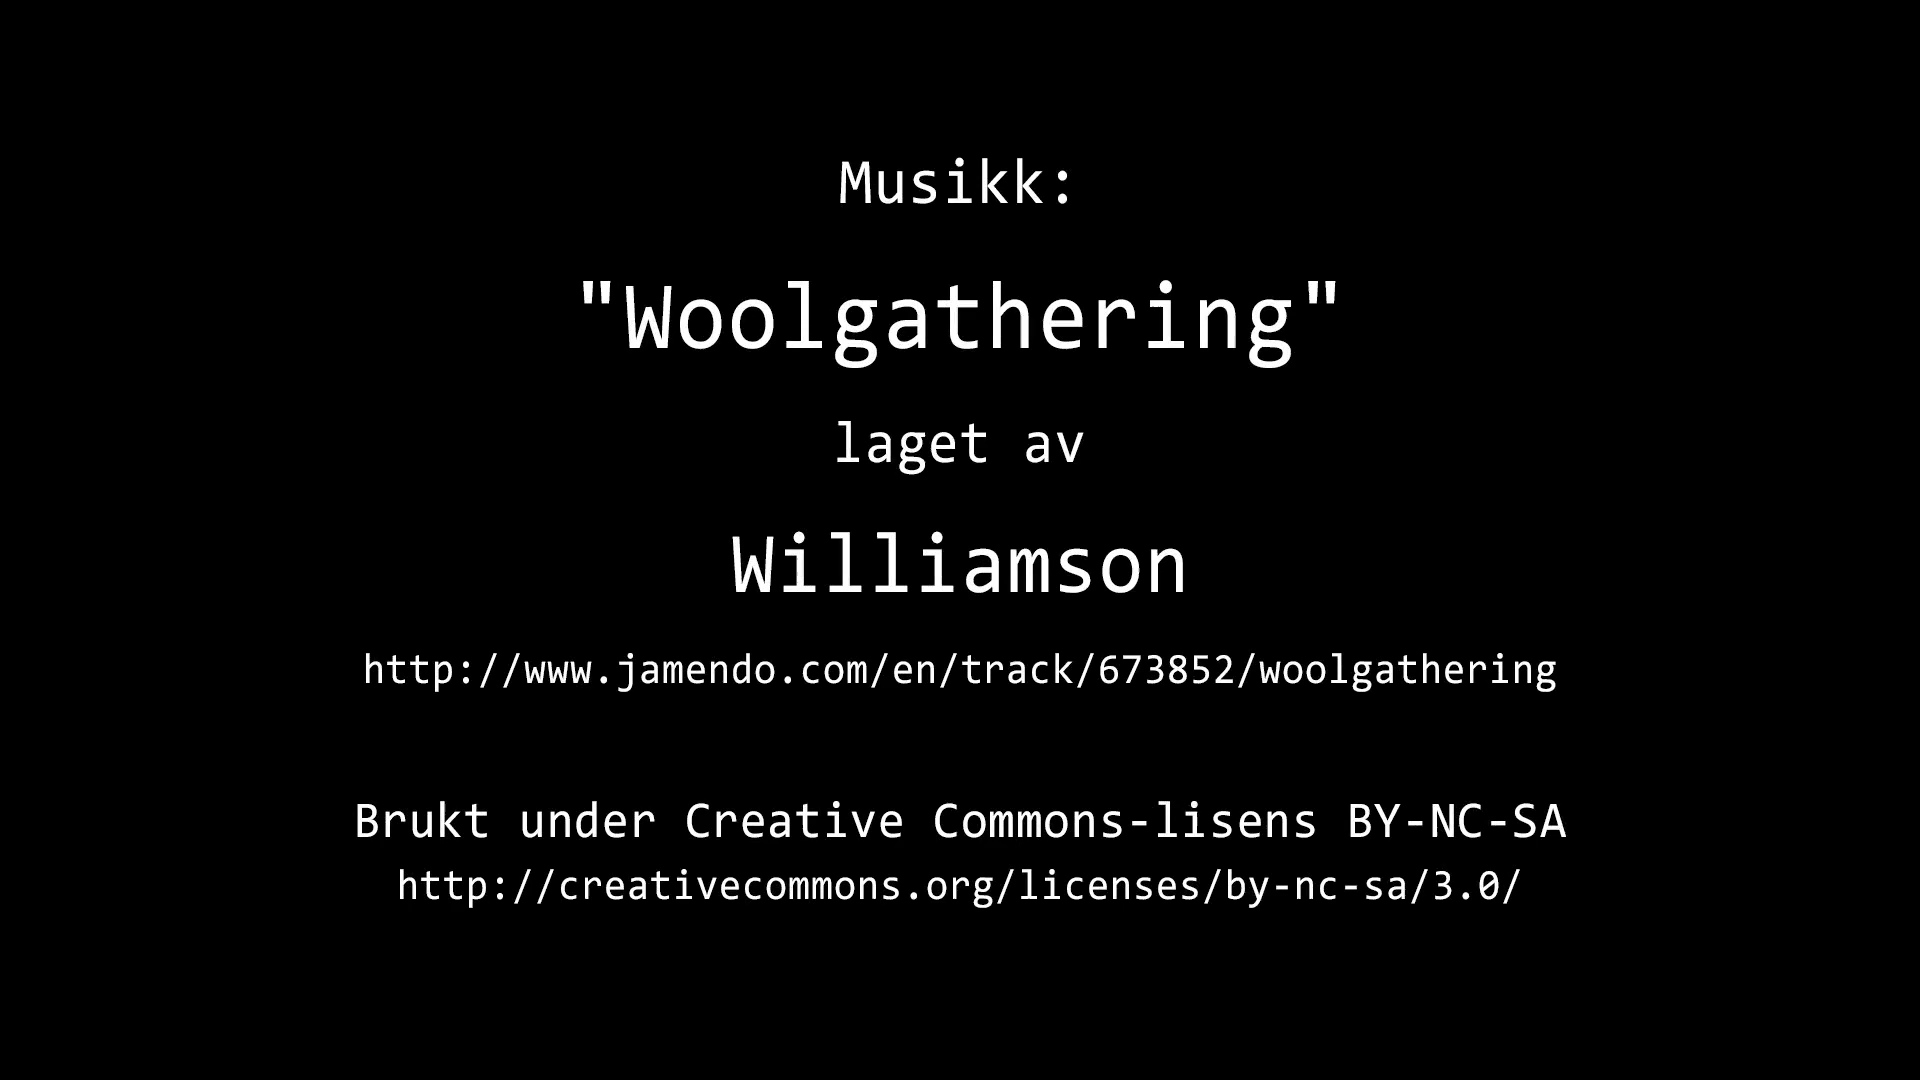 Musikk:
"Woolgathering"
laget av
Williamson
http://www.jamendo.com/en/track/673852/woolgathering
Brukt under Creative Commons-lisens BY-NC-SA
http://creativecommons.org/licenses/by-nc-sa/3.0/